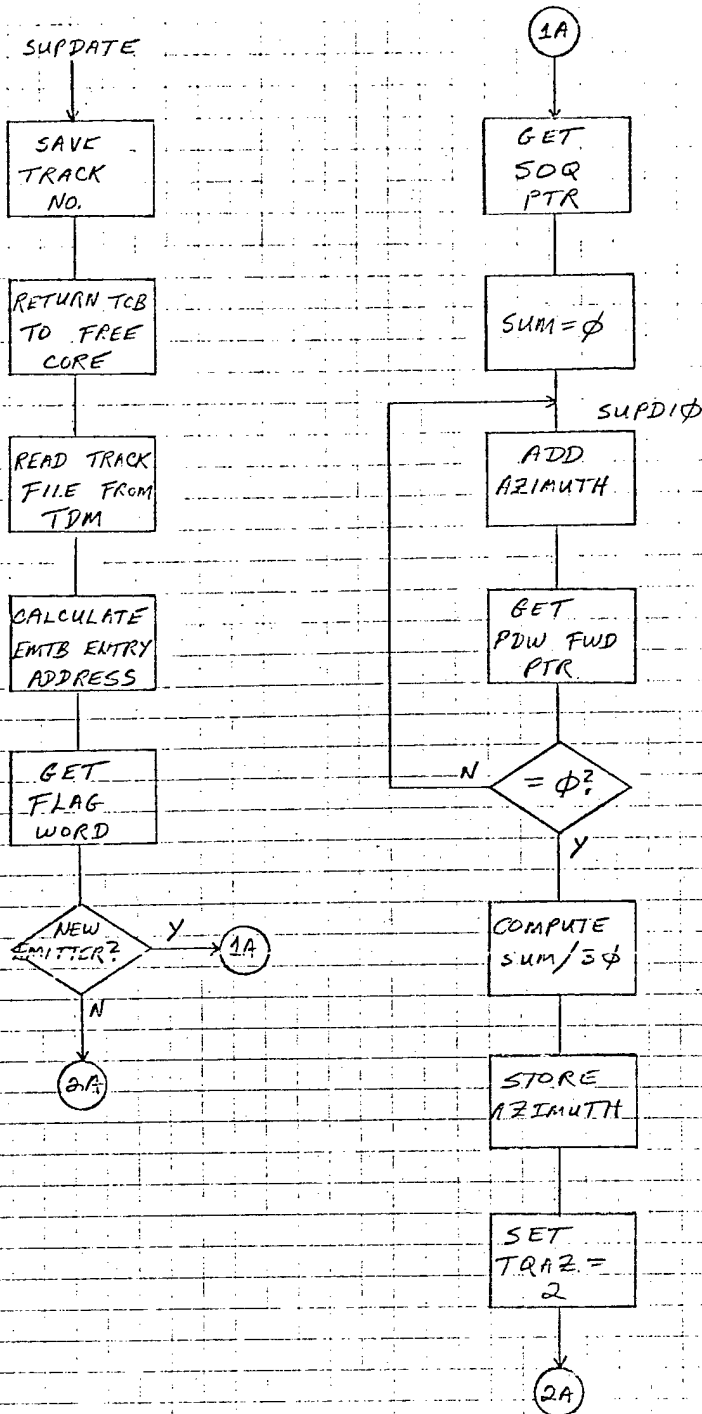 SUPDATE
SAVE
TRACK
NO.
RETURN TCB
TO FREE
CORE
READ TRACK
FILE FROM
TDM
CALCULATE
EMTB ENTRY
ADDRESS
GET
FLAG
WORD
NEW
EMITTER?
Y
1A
N
2A
1A
GET
SOQ
PTR
SUM=φ
SUPD1φ
ADD
AZIMUTH
GET
PDW FWD
PTR
N
= φ?
Y
COMPUTE
SUM/3φ
STORE
AZIMUTH
SET
TQAZ =
2
2A